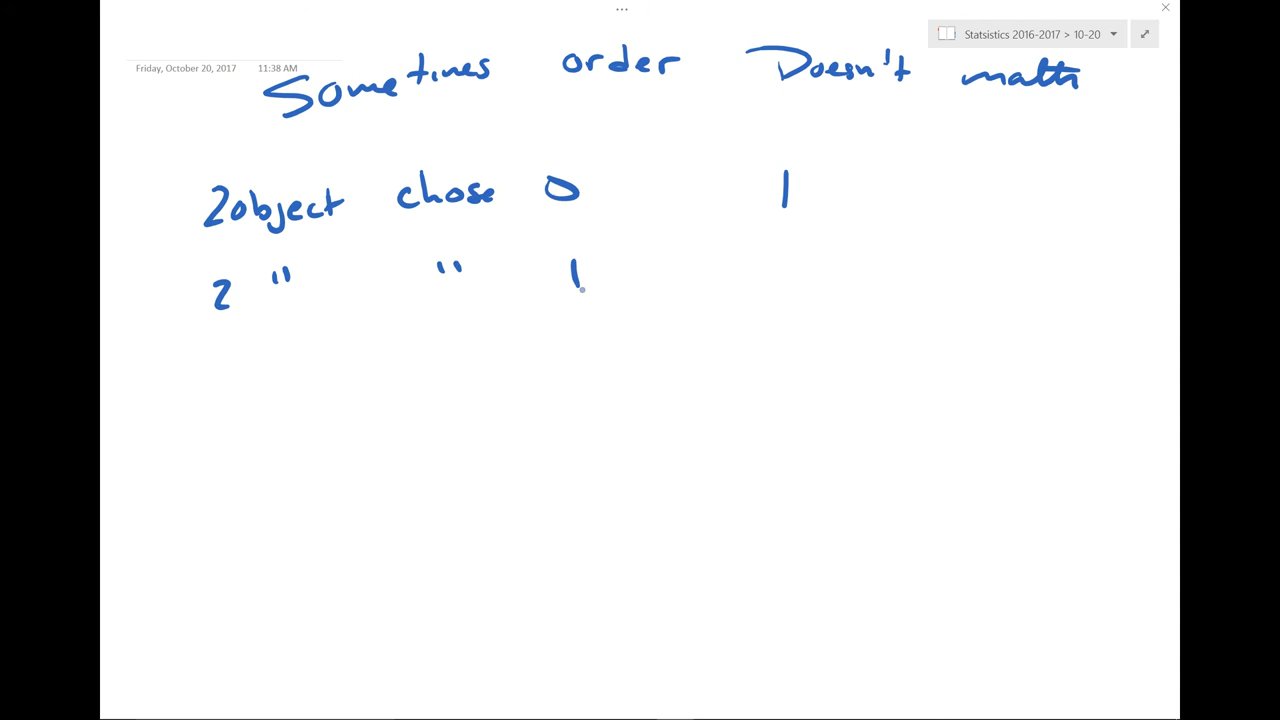 ...
Statsistics 2016-2017 > 10-20
Friday, October 20, 2017 11:38 AM
Sometimes order Doesn't math
2object chose 0 1
2 " " 1